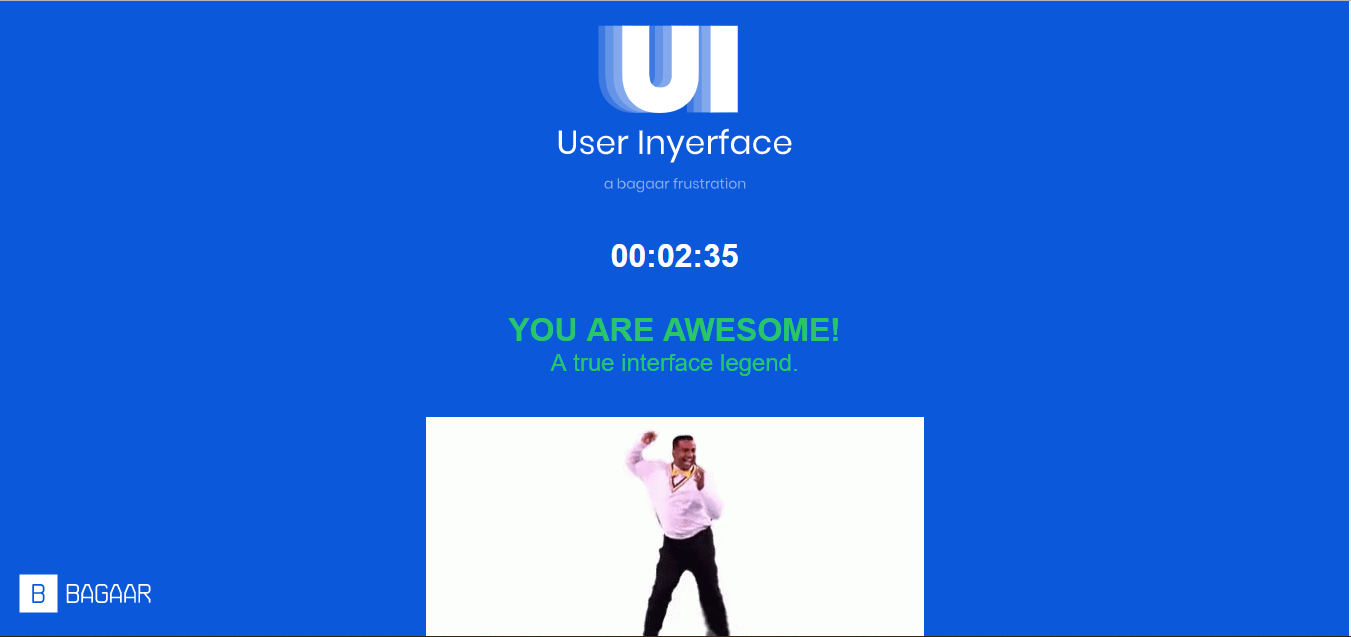 UI
User Inyerface
a bagaar frustration
00:02:35
YOU ARE AWESOME!
A true interface legend.
B BAGAAR